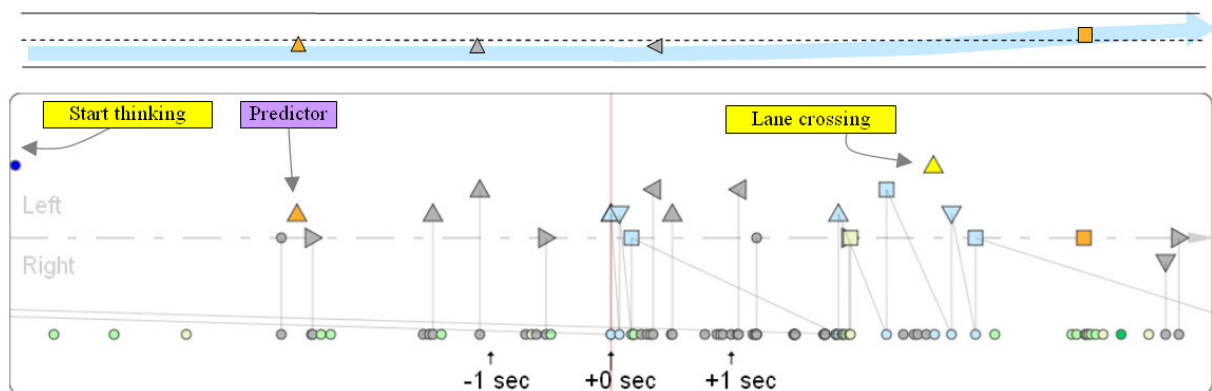 Start thinking
Predictor
Lane crossing
Left
Right
-1 sec
+0 sec
+1 sec